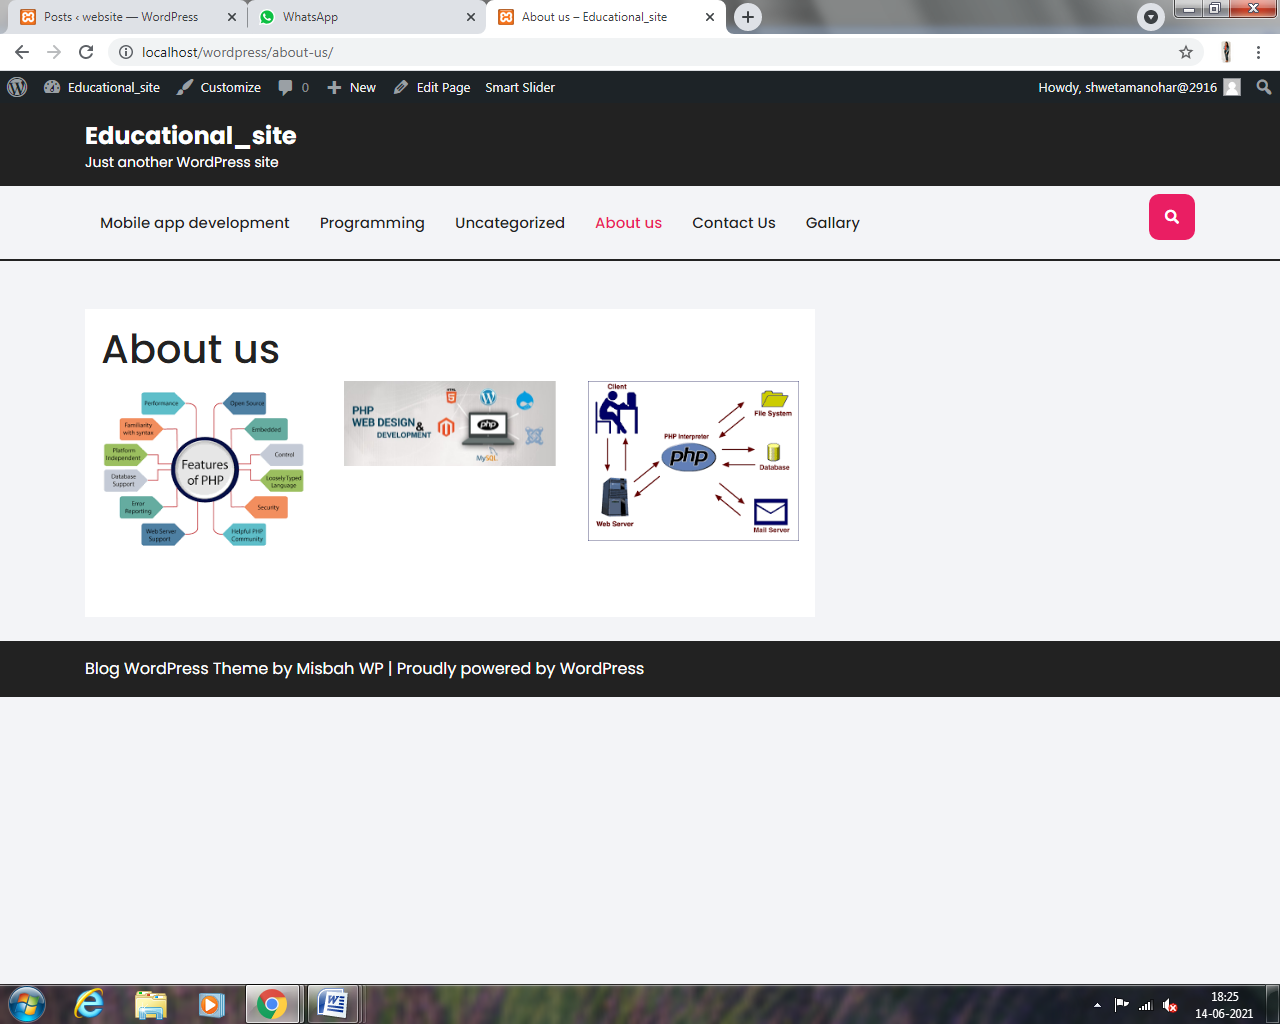 Posts ‹ website — WordPress
WhatsApp
About us – Educational_site
localhost/wordpress/about-us/
Educational_site
Customize
0
New
Edit Page
Smart Slider
Howdy, shwetamanohar@2916
Educational_site
Just another WordPress site
Mobile app development
Programming
Uncategorized
About us
Contact Us
Gallary
About us
Performance
Open Source
Familiarity
with syntax
Embedded
Platform
Independent
Control
Features
of PHP
Database
Support
Loosely Typed
Language
Error
Reporting
Security
Web Server
Support
Helpful PHP
Community
HTML
5
PHP
WEB DESIGN &
DEVELOPMENT
php
MySQL
Client
File System
PHP Interpreter
php
Database
Web Server
Mail Server
Blog WordPress Theme by Misbah WP | Proudly powered by WordPress
18:25
14-06-2021